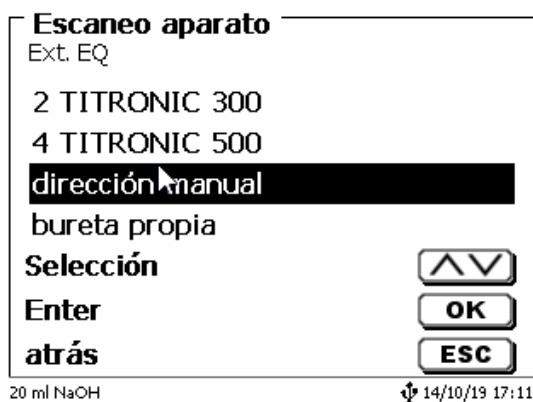 Escaneo aparato
Ext. EQ
2 TITRONIC 300
4 TITRONIC 500
dirección manual
bureta propia
Selección
Enter OK
atrás ESC
20 ml NaOH 14/10/19 17:11